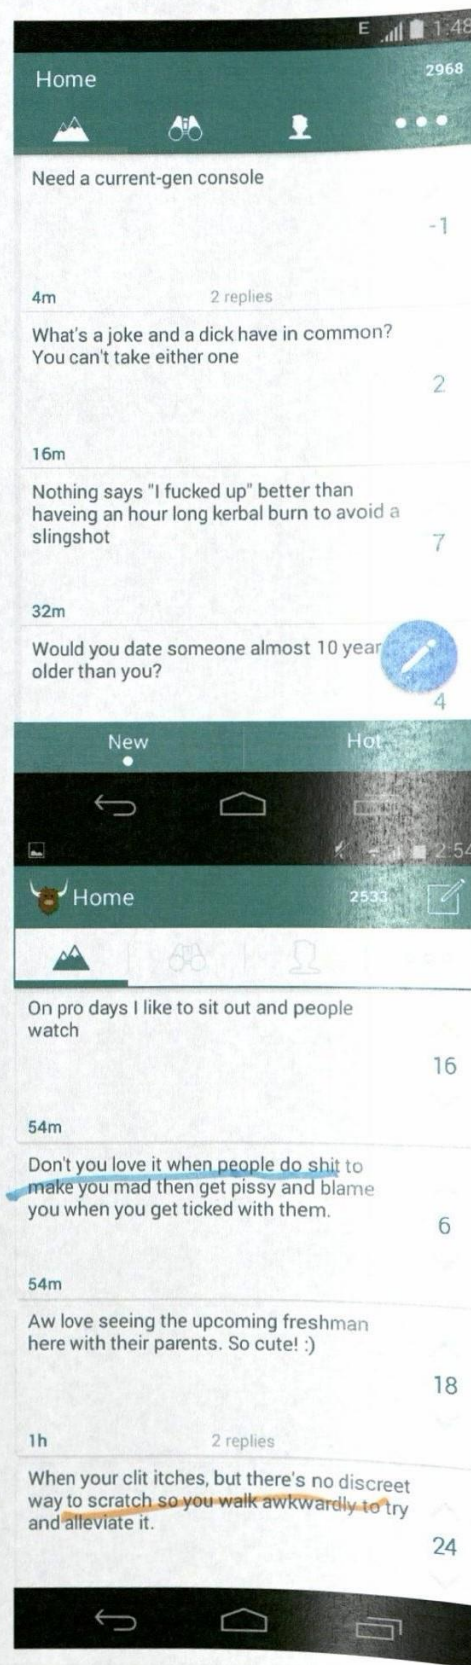 E 1:48
Home 2968
Need a current-gen console
-1
4m 2 replies
What's a joke and a dick have in common?
You can't take either one
2
16m
Nothing says "I fucked up" better than
haveing an hour long kerbal burn to avoid a
slingshot
7
32m
Would you date someone almost 10 year
older than you?
4
New Hot
2:54
Home 2533
On pro days I like to sit out and people
watch
16
54m
Don't you love it when people do shit to
make you mad then get pissy and blame
you when you get ticked with them.
6
54m
Aw love seeing the upcoming freshman
here with their parents. So cute! :)
18
1h 2 replies
When your clit itches, but there's no discreet
way to scratch so you walk awkwardly to try
and alleviate it.
24